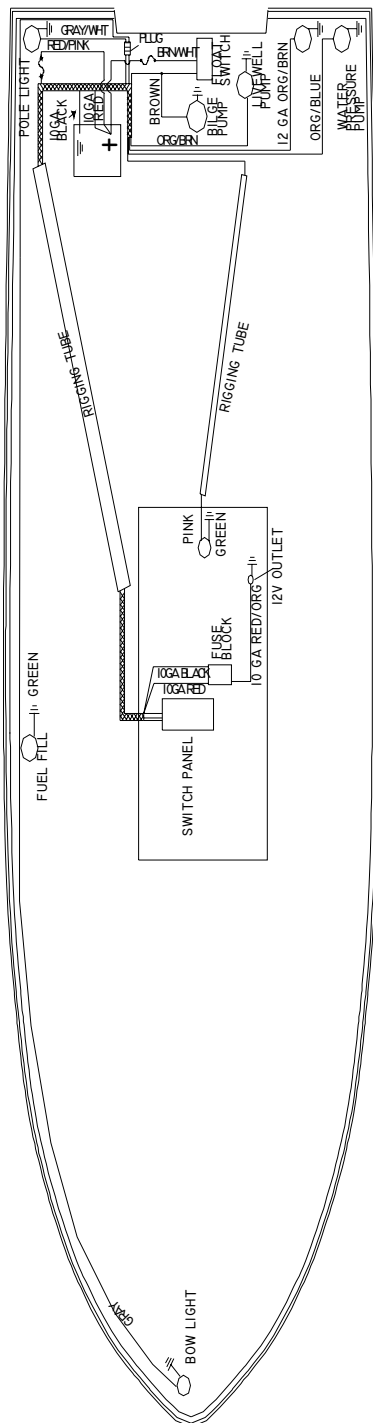 GRAY/WHT
RED/PINK
POLE LIGHT
PLUG
BRN/WHT
FLOAT
SWITCH
10GA
BLACK
10GA
RED
+
BROWN
BILGE
PUMP
ORG/BRN
LIVEWELL
PUMP
12 GA ORG/BRN
ORG/BLUE
WATER
PRESSURE
PUMP
RIGGING TUBE
RIGGING TUBE
PINK
GREEN
12V OUTLET
10 GA RED/ORG
FUSE
BLOCK
10GA BLACK
10GA RED
SWITCH PANEL
GREEN
FUEL FILL
GRAY
BOW LIGHT